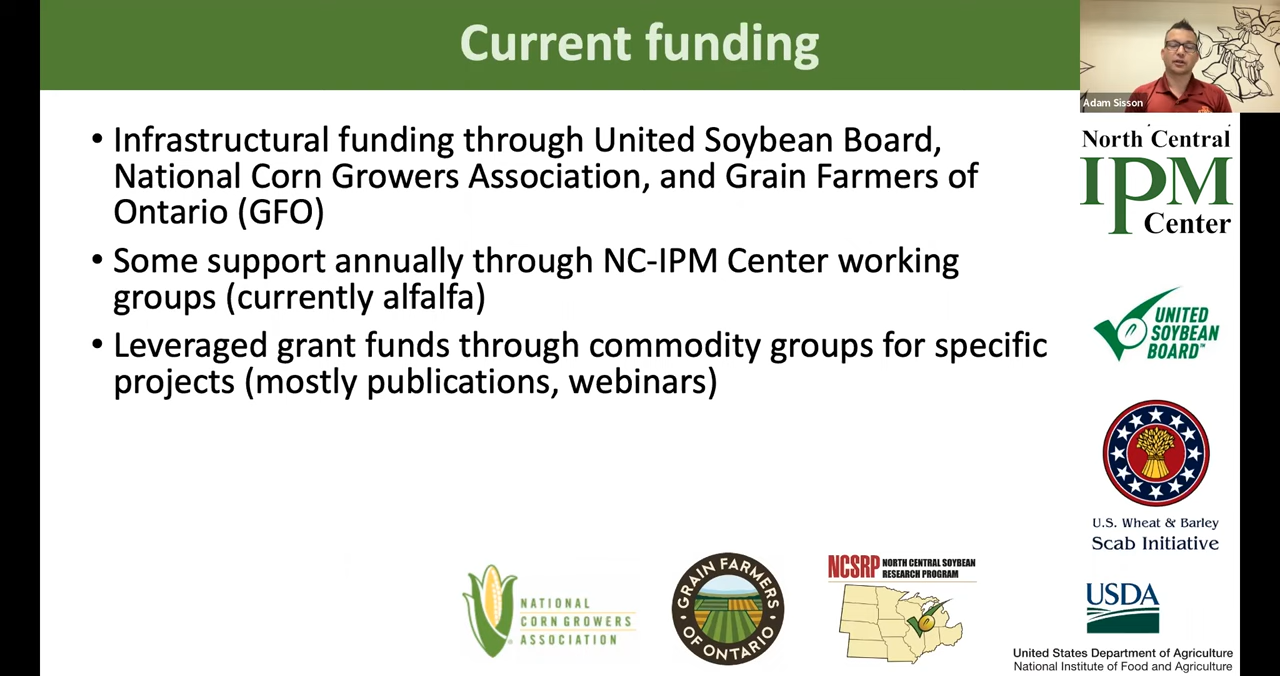 Current funding
Adam Sisson
• Infrastructural funding through United Soybean Board,
National Corn Growers Association, and Grain Farmers of
Ontario (GFO)
• Some support annually through NC-IPM Center working
groups (currently alfalfa)
• Leveraged grant funds through commodity groups for specific
projects (mostly publications, webinars)
North Central
IPM
Center
UNITED
SOYBEAN
BOARD™
U.S. Wheat & Barley
Scab Initiative
NATIONAL
CORN GROWERS
ASSOCIATION
GRAIN FARMERS
• OF ONTARIO •
NCSRP NORTH CENTRAL SOYBEAN
RESEARCH PROGRAM
USDA
United States Department of Agriculture
National Institute of Food and Agriculture